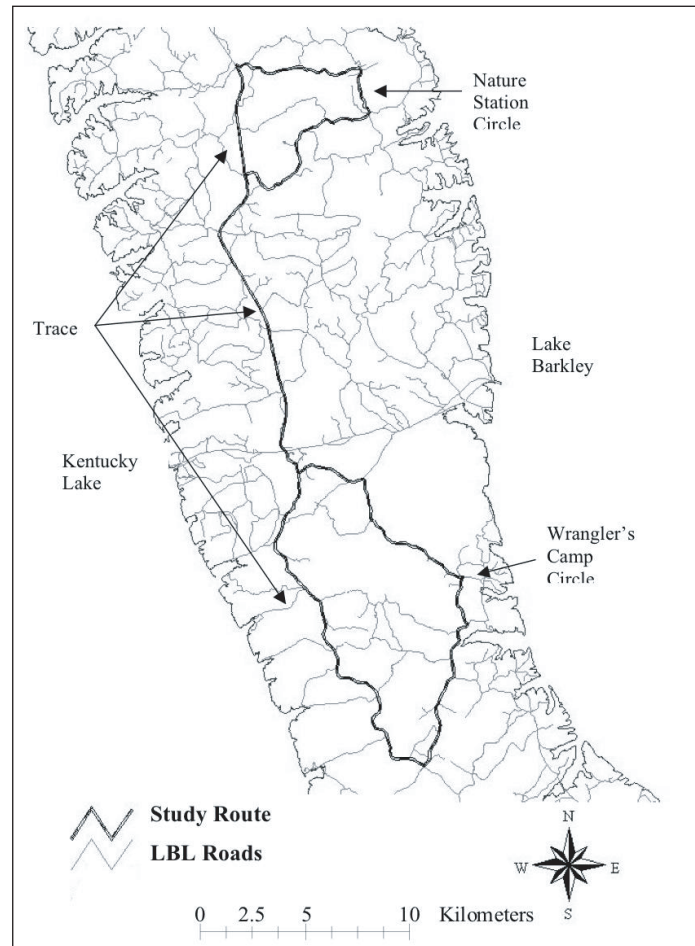 Nature
Station
Circle
Trace
Lake
Barkley
Kentucky
Lake
Wrangler's
Camp
Circle
Study Route
LBL Roads
N
W E
S
0 2.5 5 10 Kilometers